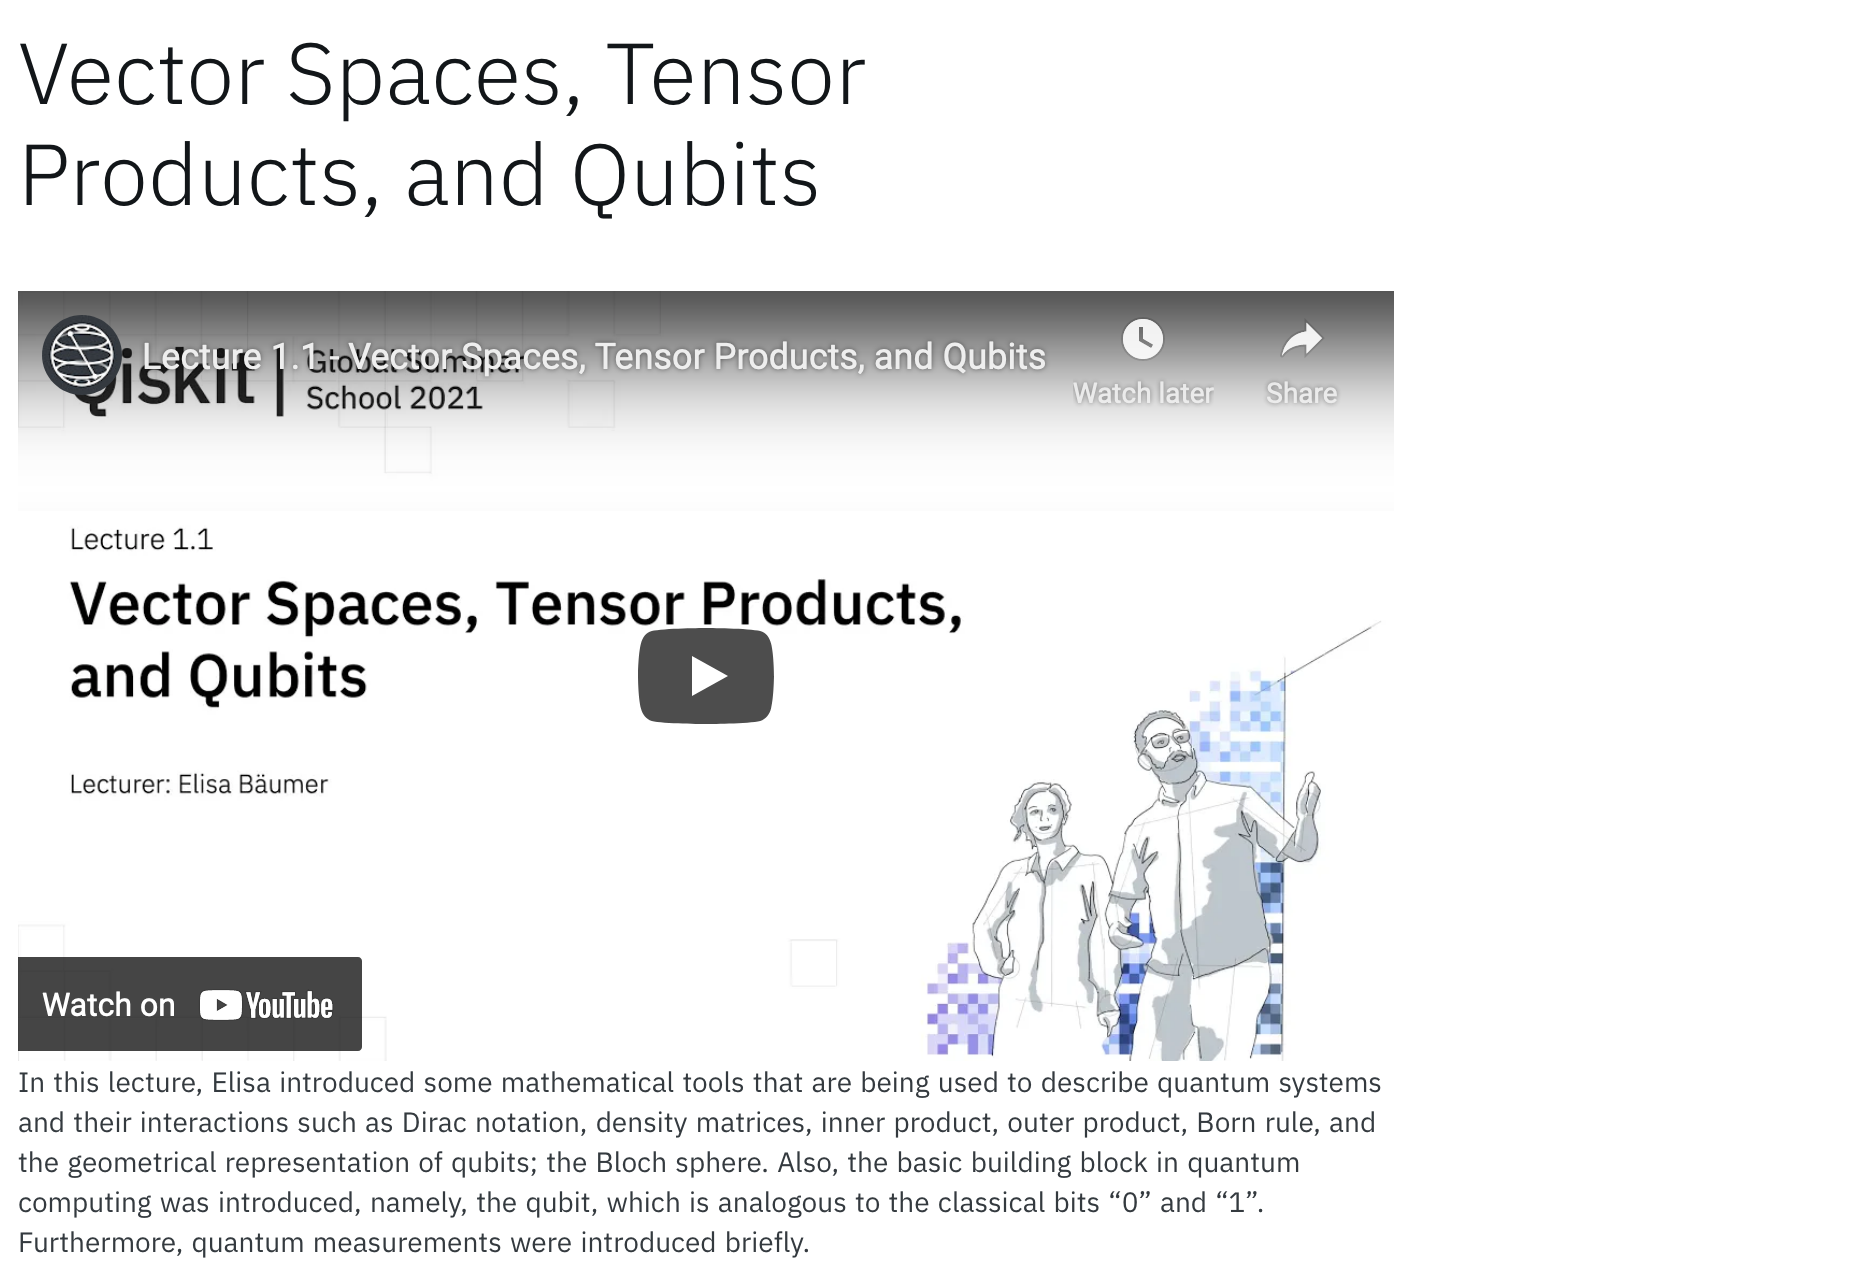 Vector Spaces, Tensor
Products, and Qubits
Lecture 1.1 - Vector Spaces, Tensor Products, and Qubits
Watch later
Share
Qiskit | Global Summer
School 2021
Lecture 1.1
Vector Spaces, Tensor Products,
and Qubits
Lecturer: Elisa Bäumer
Watch on YouTube
In this lecture, Elisa introduced some mathematical tools that are being used to describe quantum systems
and their interactions such as Dirac notation, density matrices, inner product, outer product, Born rule, and
the geometrical representation of qubits; the Bloch sphere. Also, the basic building block in quantum
computing was introduced, namely, the qubit, which is analogous to the classical bits “0” and “1”.
Furthermore, quantum measurements were introduced briefly.